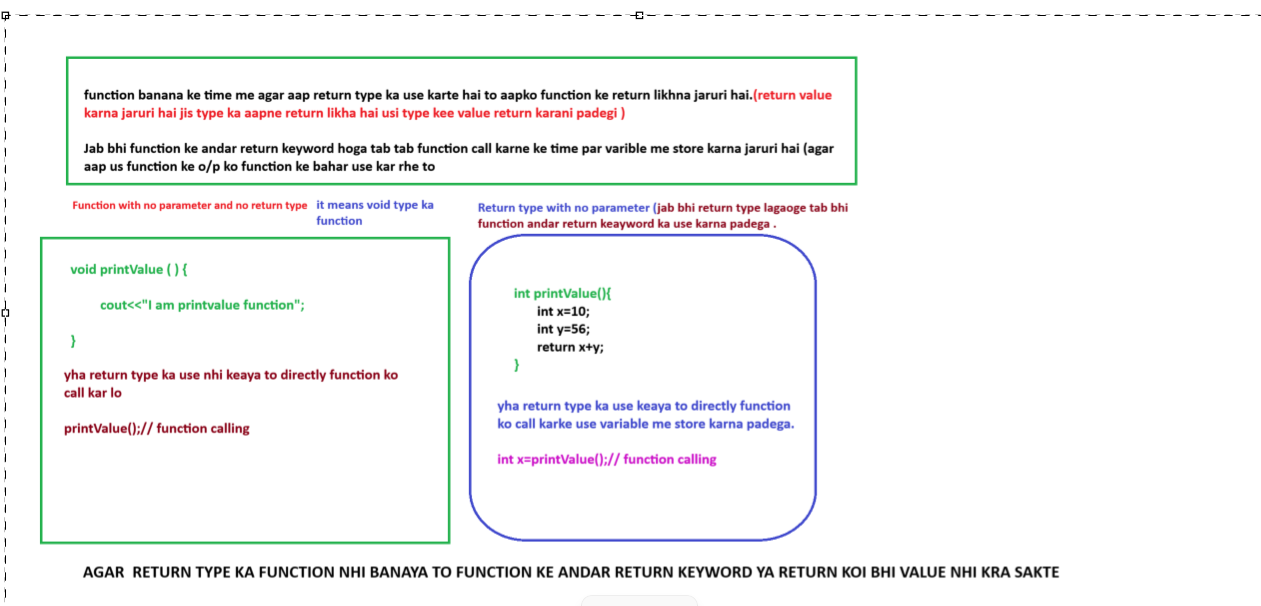 function banana ke time me agar aap return type ka use karte hai to aapko function ke return likhna jaruri hai.(return value
karna jaruri hai jis type ka aapne return likha hai usi type kee value return karani padegi )
Jab bhi function ke andar return keyword hoga tab tab function call karne ke time par varible me store karna jaruri hai (agar
aap us function ke o/p ko function ke bahar use kar rhe to
Function with no parameter and no return type it means void type ka
function
Return type with no parameter (jab bhi return type lagaoge tab bhi
function andar return keayword ka use karna padega .
void printValue ( ) {
cout<<"I am printvalue function";
}
yha return type ka use nhi keaya to directly function ko
call kar lo
printValue();// function calling
int printValue(){
int x=10;
int y=56;
return x+y;
}
yha return type ka use keaya to directly function
ko call karke use variable me store karna padega.
int x=printValue();// function calling
AGAR RETURN TYPE KA FUNCTION NHI BANAYA TO FUNCTION KE ANDAR RETURN KEYWORD YA RETURN KOI BHI VALUE NHI KRA SAKTE